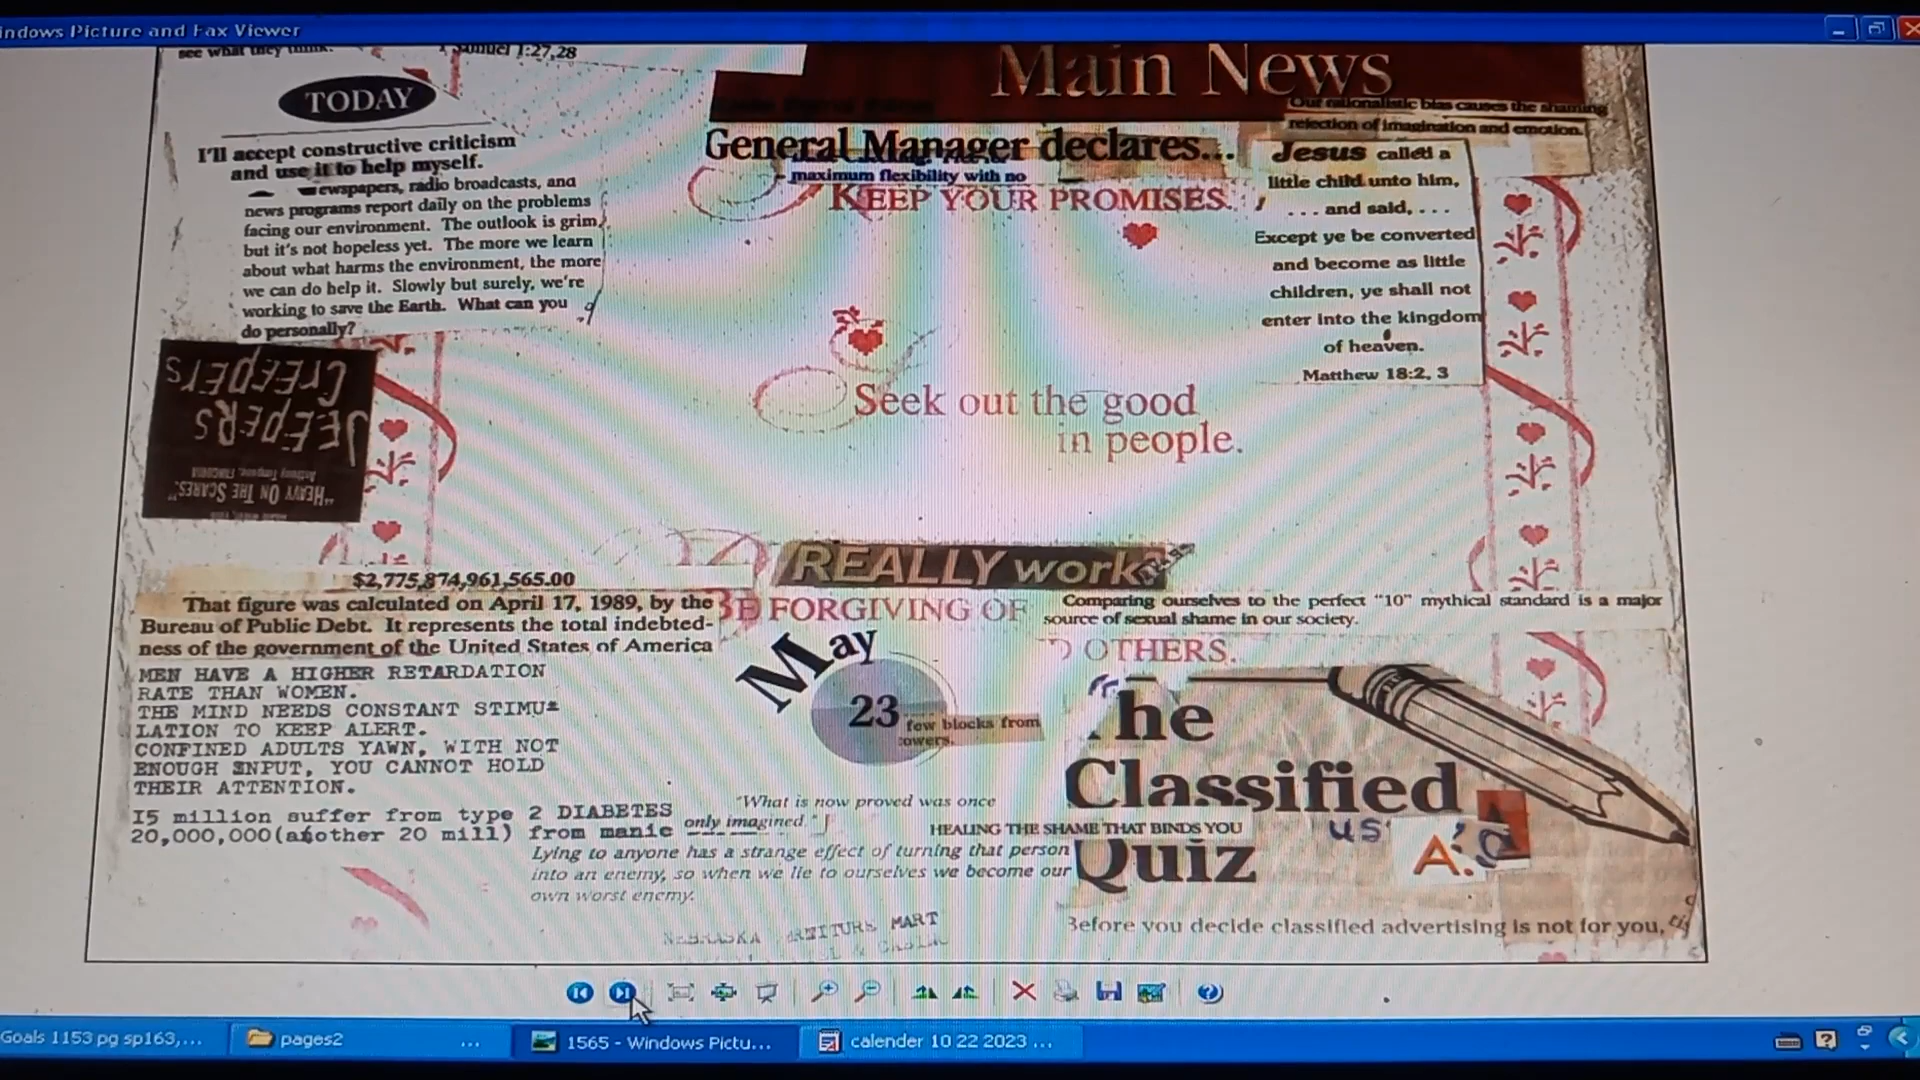 indows Picture and Fax Viewer
see what they think.
Samuel 1:27,28
TODAY
I'll accept constructive criticism
and use it to help myself.
ewspapers, radio broadcasts, and
news programs report daily on the problems
facing our environment. The outlook is grim,
but it's not hopeless yet. The more we learn
about what harms the environment, the more
we can do help it. Slowly but surely, we're
working to save the Earth. What can you
do personally?
JEEPERS
CREEPERS
"HEAVY ON THE SCARES."
Main News
General Manager declares...
maximum flexibility with no
KEEP YOUR PROMISES.
Our rationalistic bias causes the shaming
rejection of imagination and emotion.
Jesus called a
little child unto him,
... and said, ...
Except ye be converted
and become as little
children, ye shall not
enter into the kingdom
of heaven.
Matthew 18:2, 3
Seek out the good
in people.
REALLY work?
$2,775,874,961,565.00
That figure was calculated on April 17, 1989, by the
Bureau of Public Debt. It represents the total indebted-
ness of the government of the United States of America
BE FORGIVING OF
OTHERS.
Comparing ourselves to the perfect "10" mythical standard is a major
source of sexual shame in our society.
MEN HAVE A HIGHER RETARDATION
RATE THAN WOMEN.
THE MIND NEEDS CONSTANT STIMU-
LATION TO KEEP ALERT.
CONFINED ADULTS YAWN, WITH NOT
ENOUGH INPUT, YOU CANNOT HOLD
THEIR ATTENTION.
15 million suffer from type 2 DIABETES
20,000,000(another 20 mill) from manic
May
23
few blocks from
owers.
"What is now proved was once
only imagined."
HEALING THE SHAME THAT BINDS YOU
Lying to anyone has a strange effect of turning that person
into an enemy, so when we lie to ourselves we become our
own worst enemy.
he
Classified
us
Quiz
NEBRASKA MART
Before you decide classified advertising is not for you,
Goals 1153 pg sp163,...
pages2
...
1565 - Windows Pictu...
calender 10 22 2023 ...